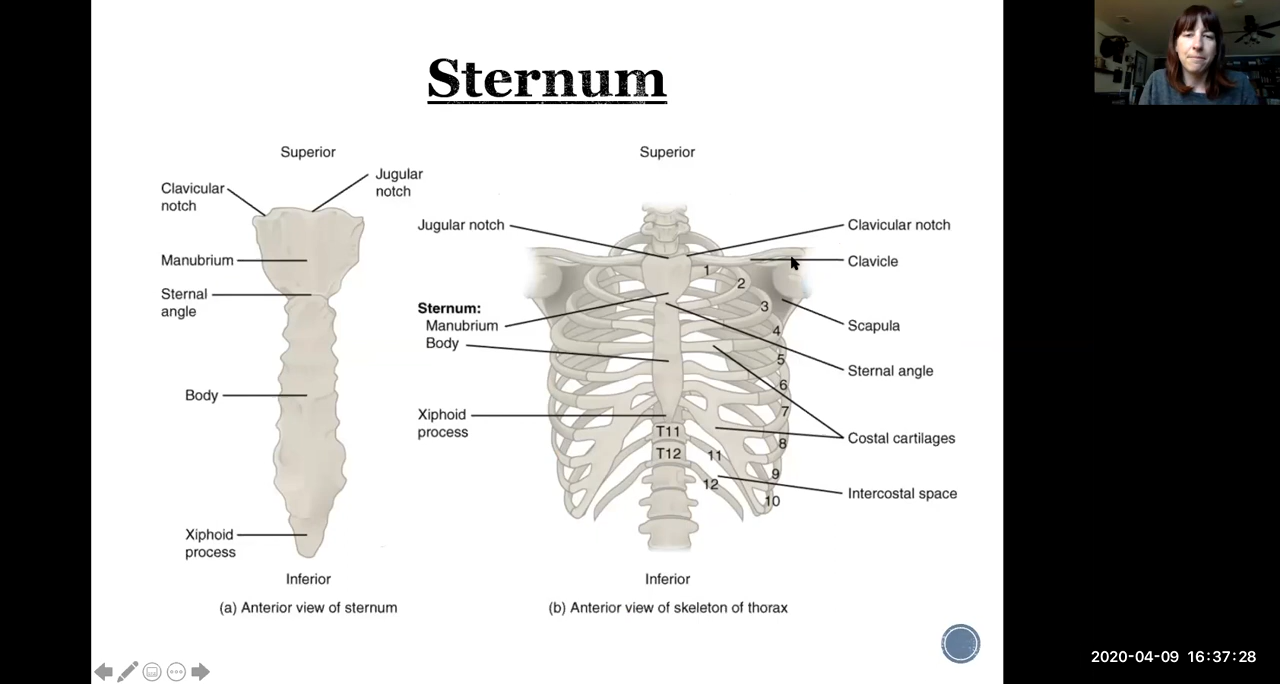 Sternum
Superior
Clavicular
notch
Jugular
notch
Manubrium
Sternal
angle
Body
Xiphoid
process
Inferior
(a) Anterior view of sternum
Superior
Jugular notch
Clavicular notch
Clavicle
Sternum:
Manubrium
Body
Scapula
Sternal angle
Xiphoid
process
Costal cartilages
Intercostal space
1
2
3
4
5
6
7
8
9
10
11
12
T11
T12
Inferior
(b) Anterior view of skeleton of thorax
2020-04-09 16:37:28